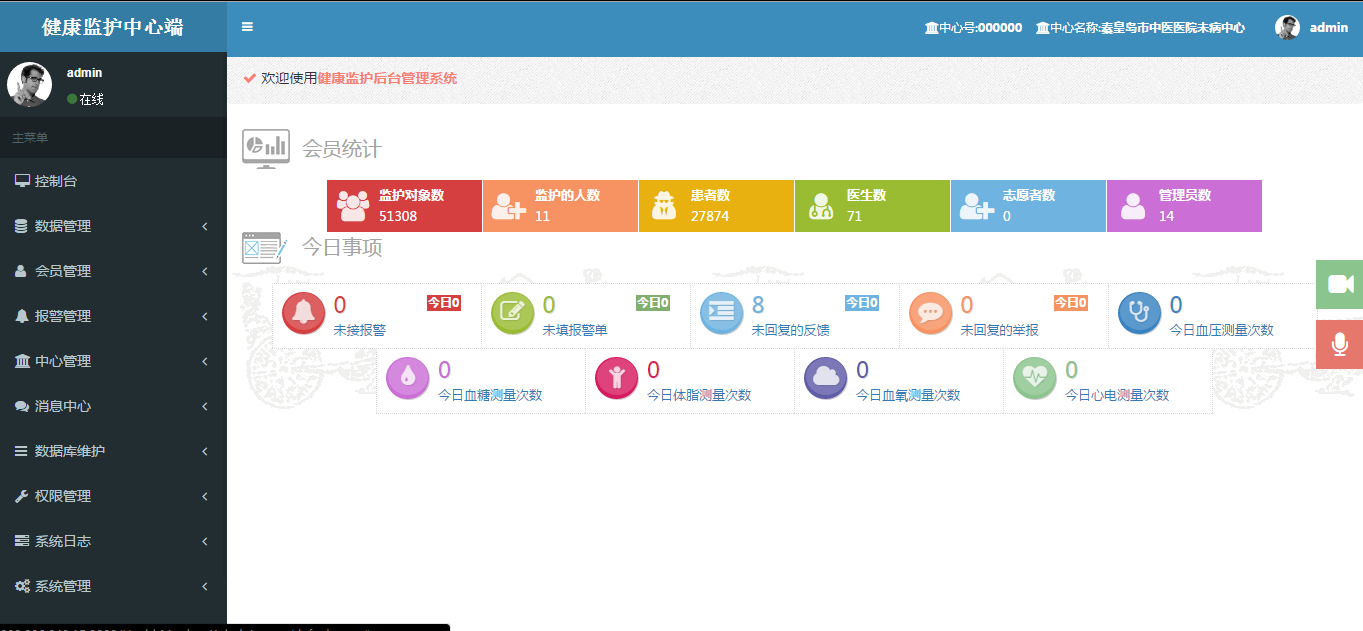 健康监护中心端
中心号:000000 中心名称:秦皇岛市中医医院未病中心 admin
admin
在线
欢迎使用健康监护后台管理系统
主菜单
控制台
数据管理
会员管理
报警管理
中心管理
消息中心
数据库维护
权限管理
系统日志
系统管理
会员统计
监护对象数
51308
监护的人数
11
患者数
27874
医生数
71
志愿者数
0
管理员数
14
今日事项
0 今日0
未接报警
0 今日0
未填报警单
8 今日0
未回复的反馈
0 今日0
未回复的举报
0
今日血压测量次数
0
今日血糖测量次数
0
今日体脂测量次数
0
今日血氧测量次数
0
今日心电测量次数